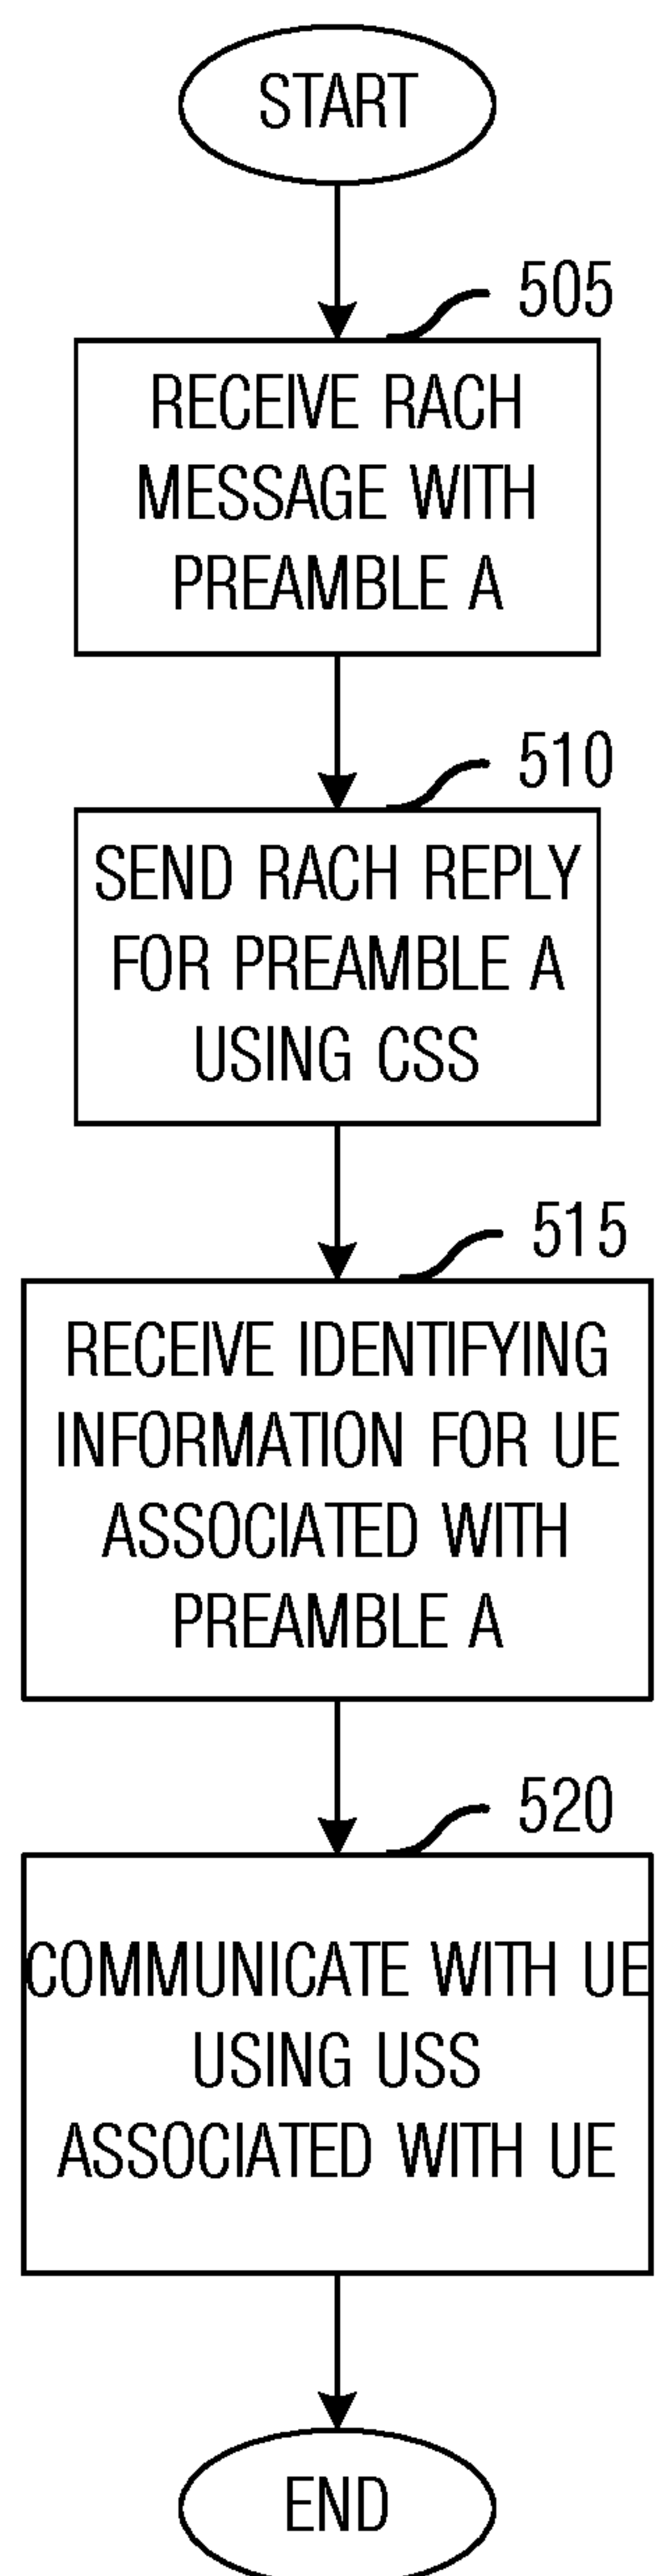 START
505
RECEIVE RACH
MESSAGE WITH
PREAMBLE A
510
SEND RACH REPLY
FOR PREAMBLE A
USING CSS
515
RECEIVE IDENTIFYING
INFORMATION FOR UE
ASSOCIATED WITH
PREAMBLE A
520
COMMUNICATE WITH UE
USING USS
ASSOCIATED WITH UE
END